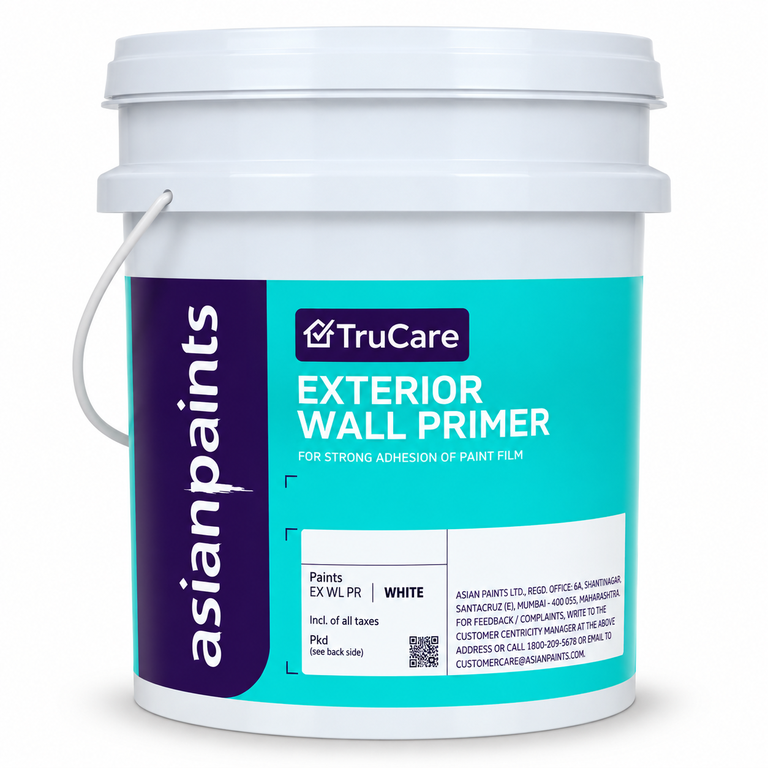 asianpaints
TruCare
EXTERIOR
WALL PRIMER
FOR STRONG ADHESION OF PAINT FILM
Paints
EX WL PR | WHITE
Incl. of all taxes
Pkd
(see back side)
ASIAN PAINTS LTD., REGD. OFFICE: 6A, SHANTINAGAR,
SANTACRUZ (E), MUMBAI - 400 055, MAHARASHTRA.
FOR FEEDBACK / COMPLAINTS, WRITE TO THE
CUSTOMER CENTRICITY MANAGER AT THE ABOVE
ADDRESS OR CALL 1800-209-5678 OR EMAIL TO
CUSTOMERCARE@ASIANPAINTS.COM.